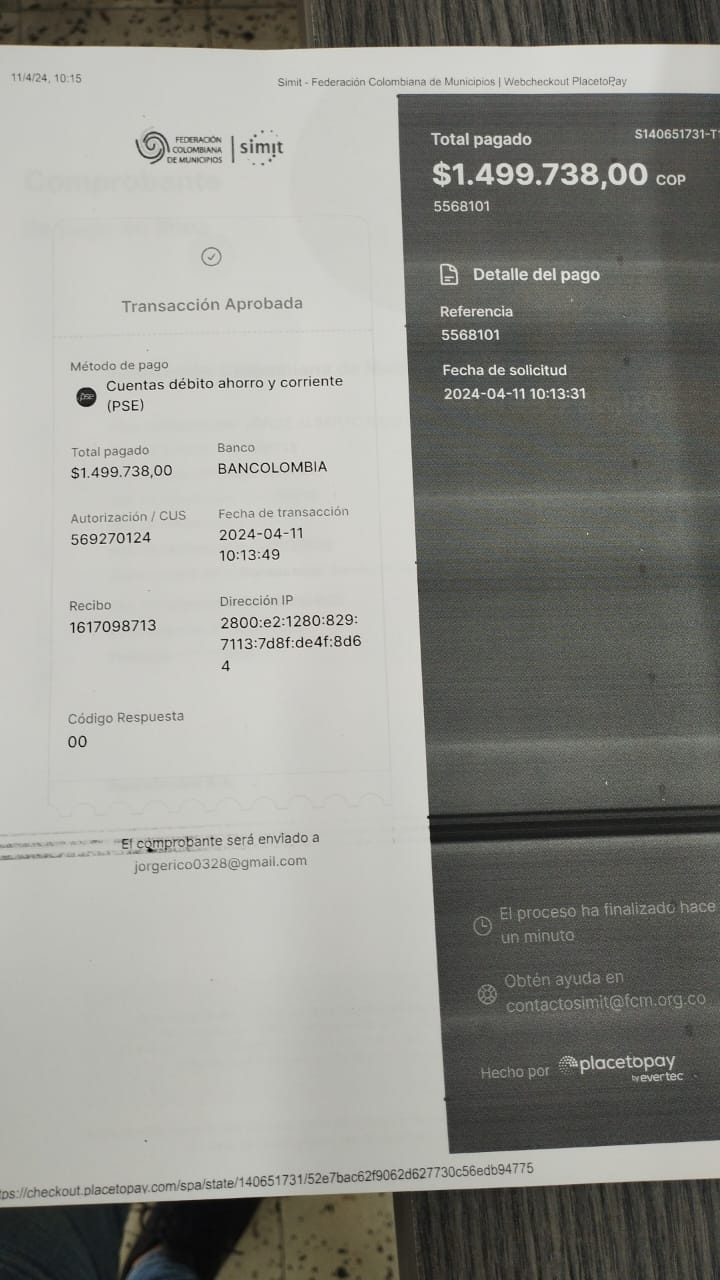 11/4/24, 10:15
Simit - Federación Colombiana de Municipios | Webcheckout PlacetoPay
FEDERACIÓN
COLOMBIANA
DE MUNICIPIOS
simit
Transacción Aprobada
Método de pago
pse
Cuentas débito ahorro y corriente
(PSE)
Total pagado
$1.499.738,00
Banco
BANCOLOMBIA
Autorización / CUS
569270124
Fecha de transacción
2024-04-11
10:13:49
Recibo
1617098713
Dirección IP
2800:e2:1280:829:
7113:7d8f:de4f:8d6
4
Código Respuesta
00
El comprobante será enviado a
jorgerico0328@gmail.com
Total pagado
S140651731-T1
$1.499.738,00 COP
5568101
Detalle del pago
Referencia
5568101
Fecha de solicitud
2024-04-11 10:13:31
El proceso ha finalizado hace
un minuto
Obtén ayuda en
contactosimit@fcm.org.co
Hecho por placetopay
by evertec
tps://checkout.placetopay.com/spa/state/140651731/52e7bac62f9062d627730c56edb94775